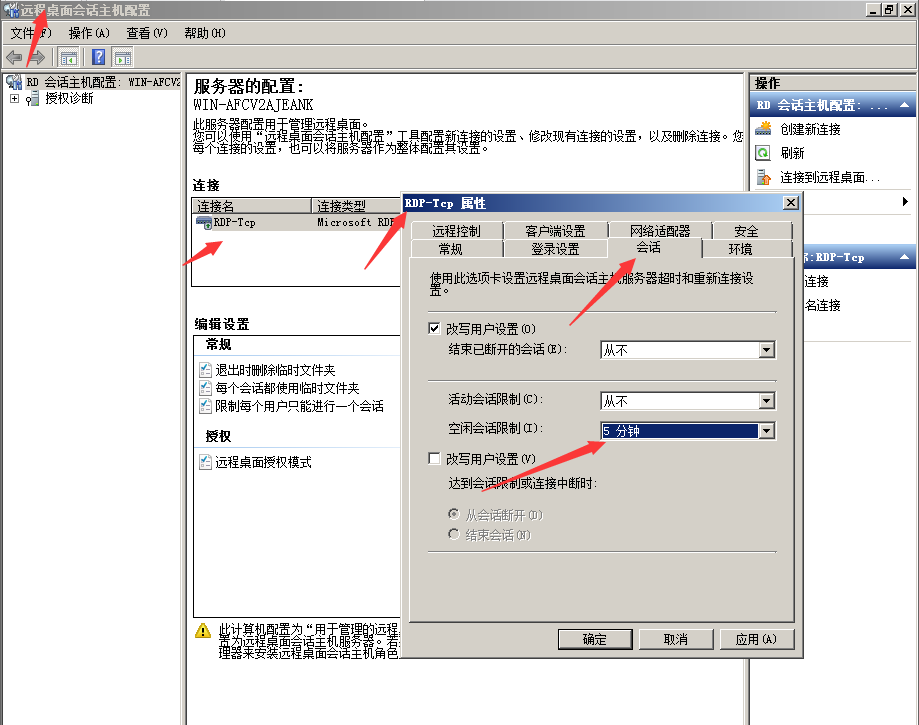 远程桌面会话主机配置
文件(F) 操作(A) 查看(V) 帮助(H)
RD 会话主机配置: WIN-AFCV2
授权诊断
服务器的配置:
WIN-AFCV2AJEANK
此服务器配置用于管理远程桌面。
您可以使用“远程桌面会话主机配置”工具配置新连接的设置、修改现有连接的设置，以及删除连接。您
每个连接的设置，也可以将服务器作为整体配置其设置。
连接
连接名 连接类型
RDP-Tcp Microsoft RDP
编辑设置
常规
退出时删除临时文件夹
每个会话都使用临时文件夹
限制每个用户只能进行一个会话
授权
远程桌面授权模式
此计算机配置为“用于管理的远程
置为远程桌面会话主机服务器。若
理器来安装远程桌面会话主机角色
RDP-Tcp 属性
远程控制 客户端设置 网络适配器 安全
常规 登录设置 会话 环境
使用此选项卡设置远程桌面会话主机服务器超时和重新连接设
置。
改写用户设置(O)
结束已断开的会话(E): 从不
活动会话限制(C): 从不
空闲会话限制(I): 5 分钟
改写用户设置(V)
达到会话限制或连接中断时:
从会话断开(D)
结束会话(N)
确定 取消 应用(A)
操作
RD 会话主机配置: ...
创建新连接
刷新
连接到远程桌面...
:RDP-Tcp
连接
名连接